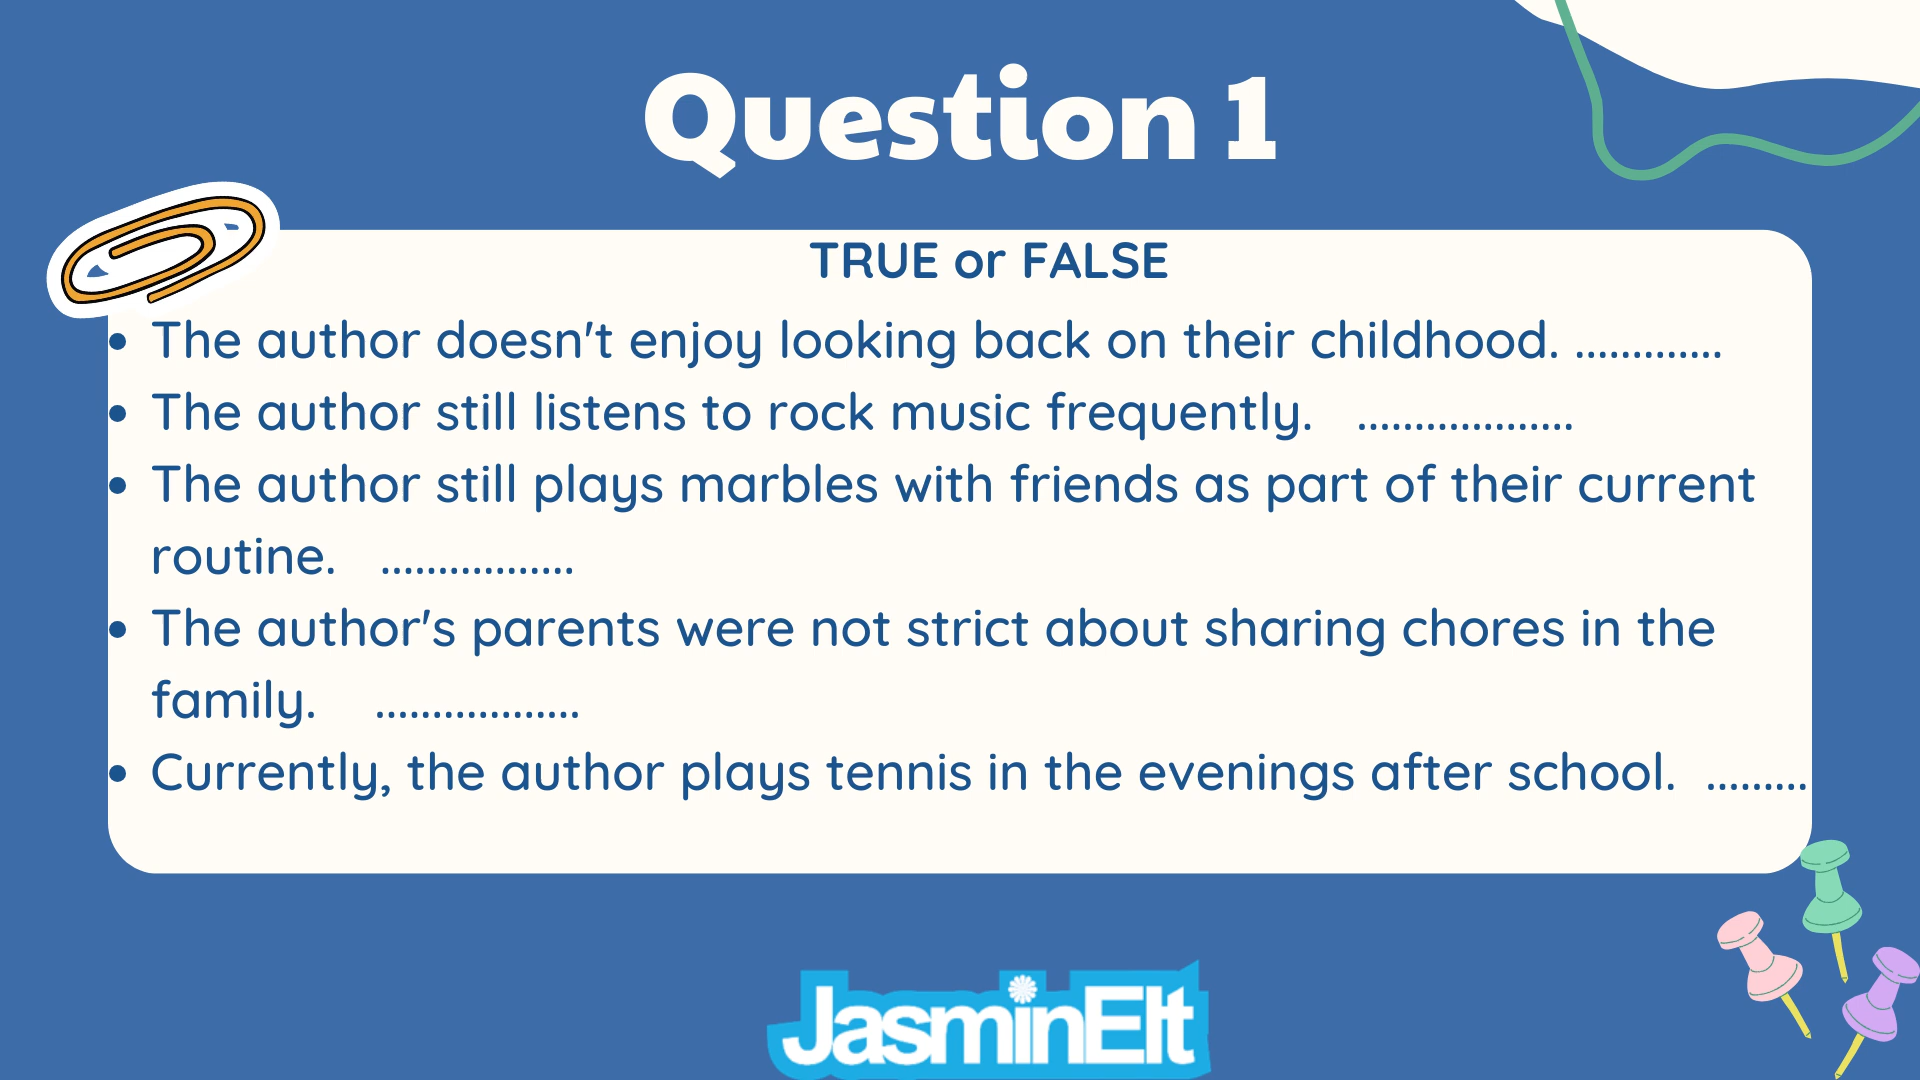 Question 1
TRUE or FALSE
• The author doesn't enjoy looking back on their childhood. .............
• The author still listens to rock music frequently. ...................
• The author still plays marbles with friends as part of their current
routine. .................
• The author's parents were not strict about sharing chores in the
family. ..................
• Currently, the author plays tennis in the evenings after school. .........
JasminElt